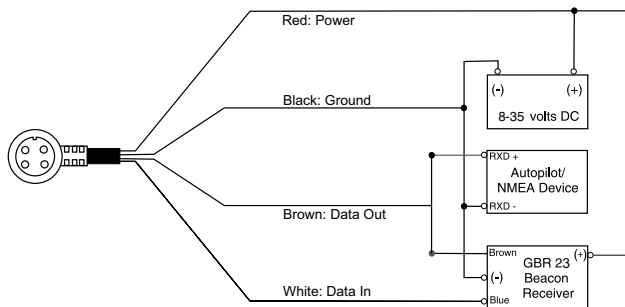 Red: Power
(-)
(+)
8-35 volts DC
Black: Ground
RXD +
Autopilot/
NMEA Device
RXD -
Brown: Data Out
Brown
GBR 23
(+)
Beacon
(-)
Receiver
White: Data In
Blue